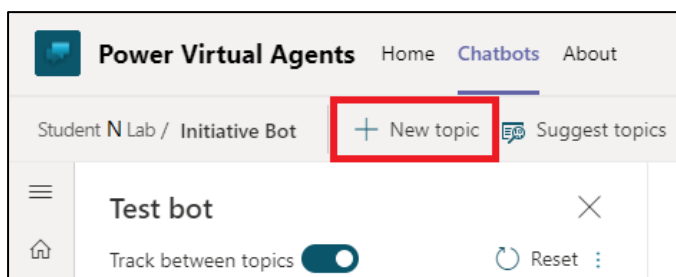 Power Virtual Agents Home Chatbots About
Student N Lab / Initiative Bot + New topic Suggest topics
Test bot
Track between topics Reset